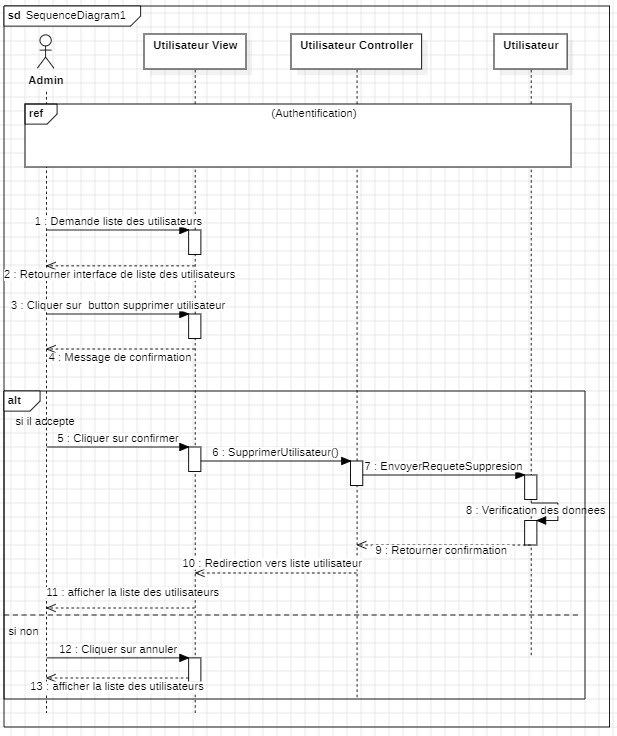 sd SequenceDiagram1
Admin
Utilisateur View
Utilisateur Controller
Utilisateur
ref
(Authentification)
1 : Demande liste des utilisateurs
2 : Retourner interface de liste des utilisateurs
3 : Cliquer sur button supprimer utilisateur
4 : Message de confirmation
alt
si il accepte
5 : Cliquer sur confirmer
6 : SupprimerUtilisateur()
7 : EnvoyerRequeteSuppresion
8 : Verification des donnees
9 : Retourner confirmation
10 : Redirection vers liste utilisateur
11 : afficher la liste des utilisateurs
si non
12 : Cliquer sur annuler
13 : afficher la liste des utilisateurs